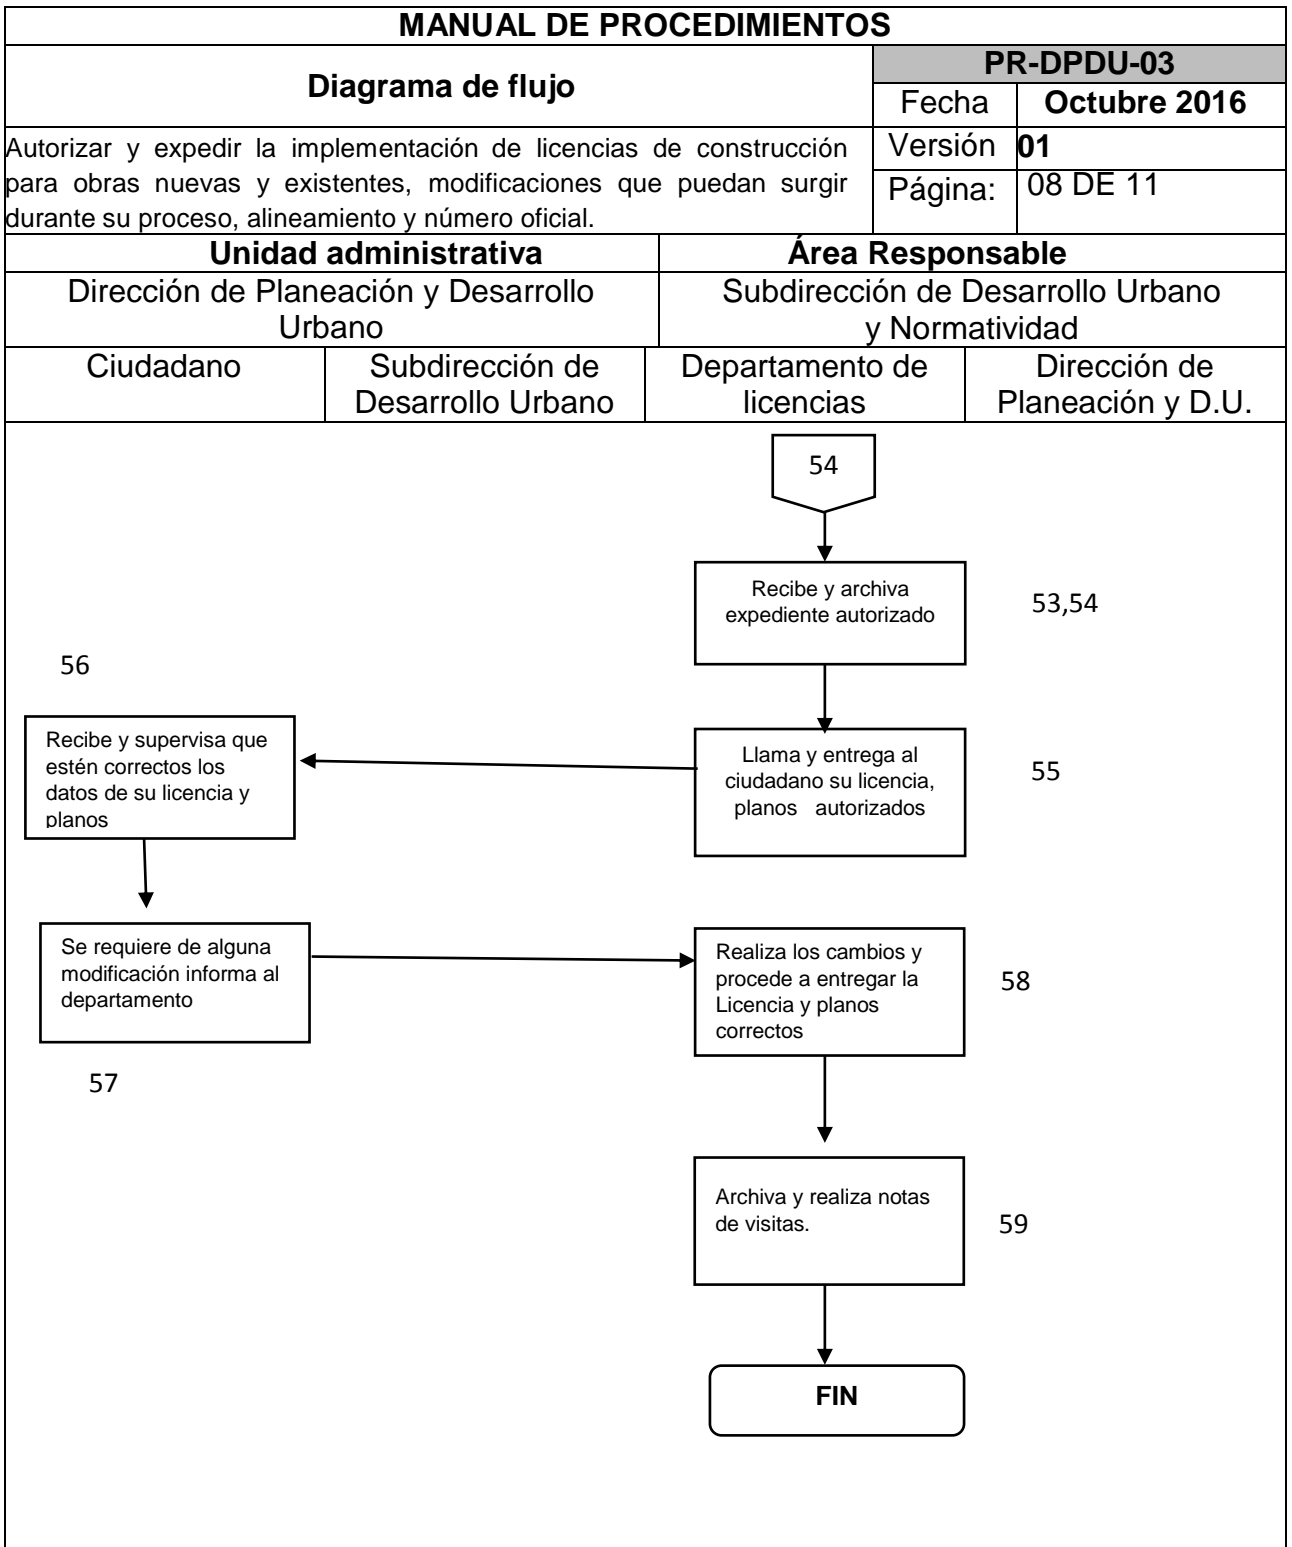 MANUAL DE PROCEDIMIENTOS
Diagrama de flujo
PR-DPDU-03
Fecha
Octubre 2016
Autorizar y expedir la implementación de licencias de construcción
para obras nuevas y existentes, modificaciones que puedan surgir
durante su proceso, alineamiento y número oficial.
Versión
01
Página:
08 DE 11
Unidad administrativa
Área Responsable
Dirección de Planeación y Desarrollo
Urbano
Subdirección de Desarrollo Urbano
y Normatividad
Ciudadano
Subdirección de
Desarrollo Urbano
Departamento de
licencias
Dirección de
Planeación y D.U.
54
Recibe y archiva
expediente autorizado
53,54
56
Recibe y supervisa que
estén correctos los
datos de su licencia y
planos
Llama y entrega al
ciudadano su licencia,
planos autorizados
55
Se requiere de alguna
modificación informa al
departamento
57
Realiza los cambios y
procede a entregar la
Licencia y planos
correctos
58
Archiva y realiza notas
de visitas.
59
FIN